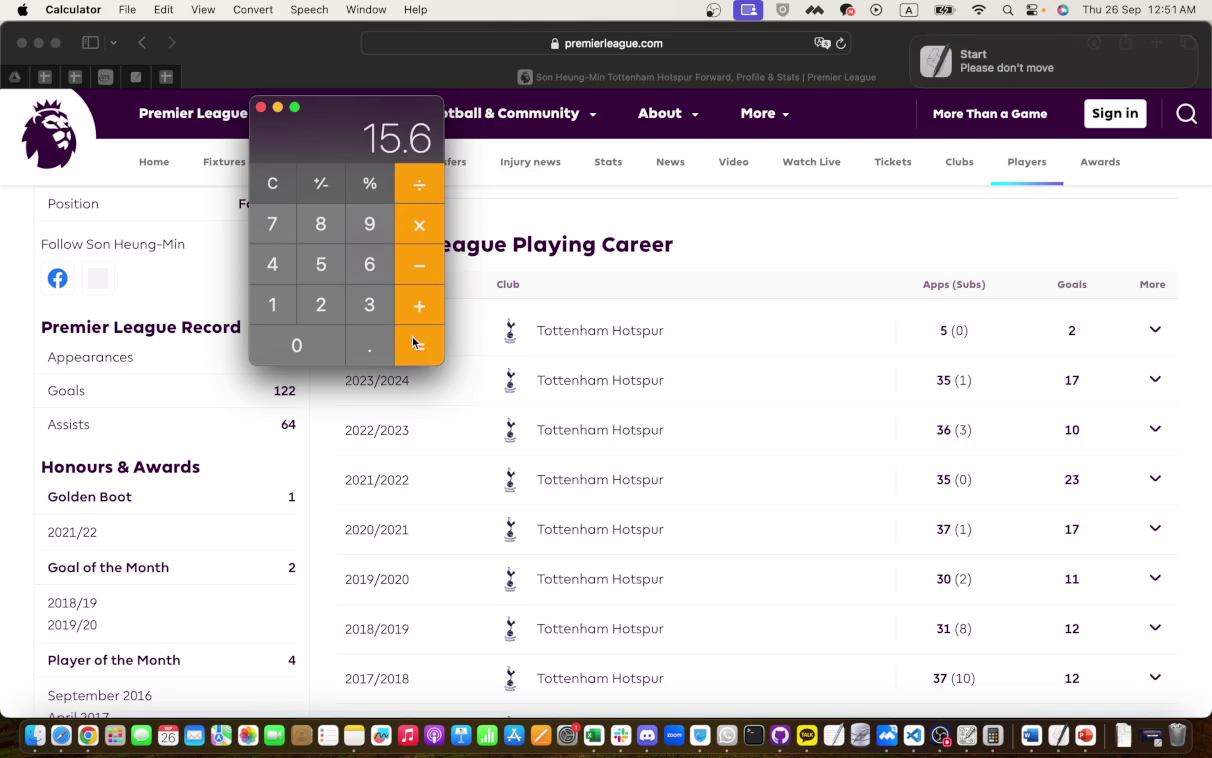 Calculator File Edit View Convert Speech Window Help
A
Thu 26 Sep 12:51 AM
premierleague.com
Start
Please don't move
Son Heung-Min Tottenham Hotspur Forward, Profile & Stats | Premier League
Premier League
otball & Community
About
More
More Than a Game
Sign in
Home
Fixtures
sfers
Injury news
Stats
News
Video
Watch Live
Tickets
Clubs
Players
Awards
15.6
C +/- % ÷
7 8 9 ×
4 5 6 −
1 2 3 +
0 . =
Position Fo
Follow Son Heung-Min
Premier League Record
Appearances
Goals 122
Assists 64
Honours & Awards
Golden Boot 1
2021/22
Goal of the Month 2
2018/19
2019/20
Player of the Month 4
September 2016
April 2017
eague Playing Career
Club Apps (Subs) Goals More
Tottenham Hotspur 5 (0) 2
2023/2024 Tottenham Hotspur 35 (1) 17
2022/2023 Tottenham Hotspur 36 (3) 10
2021/2022 Tottenham Hotspur 35 (0) 23
2020/2021 Tottenham Hotspur 37 (1) 17
2019/2020 Tottenham Hotspur 30 (2) 11
2018/2019 Tottenham Hotspur 31 (8) 12
2017/2018 Tottenham Hotspur 37 (10) 12
SEP
26
zoom
TALK